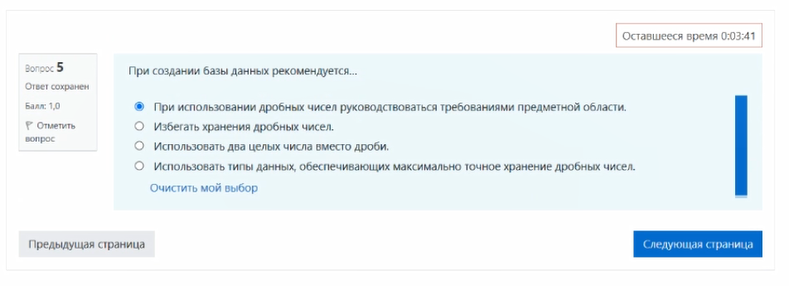 Оставшееся время 0:03:41
Вопрос 5
Ответ сохранен
Балл: 1,0
Отметить
вопрос
При создании базы данных рекомендуется...
При использовании дробных чисел руководствоваться требованиями предметной области.
Избегать хранения дробных чисел.
Использовать два целых числа вместо дроби.
Использовать типы данных, обеспечивающих максимально точное хранение дробных чисел.
Очистить мой выбор
Предыдущая страница
Следующая страница